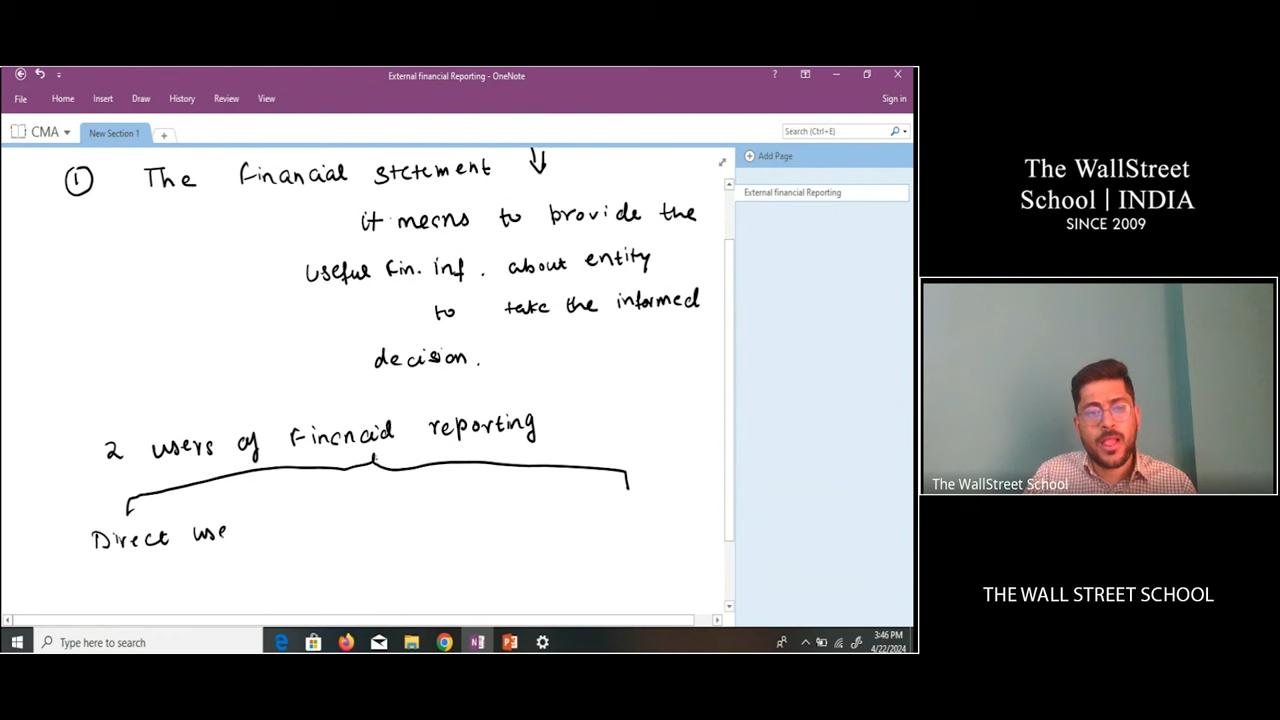 External financial Reporting - OneNote
?
File Home Insert Draw History Review View
Sign in
CMA
New Section 1
Search (Ctrl+E)
Add Page
External financial Reporting
① The Financial statement
it means to provide the
useful Fin. inf. about entity
to take the informed
decision.
2 users of Financial reporting
Direct use
Type here to search
3:46 PM
4/22/2024
The WallStreet
School | INDIA
SINCE 2009
The WallStreet School
THE WALL STREET SCHOOL